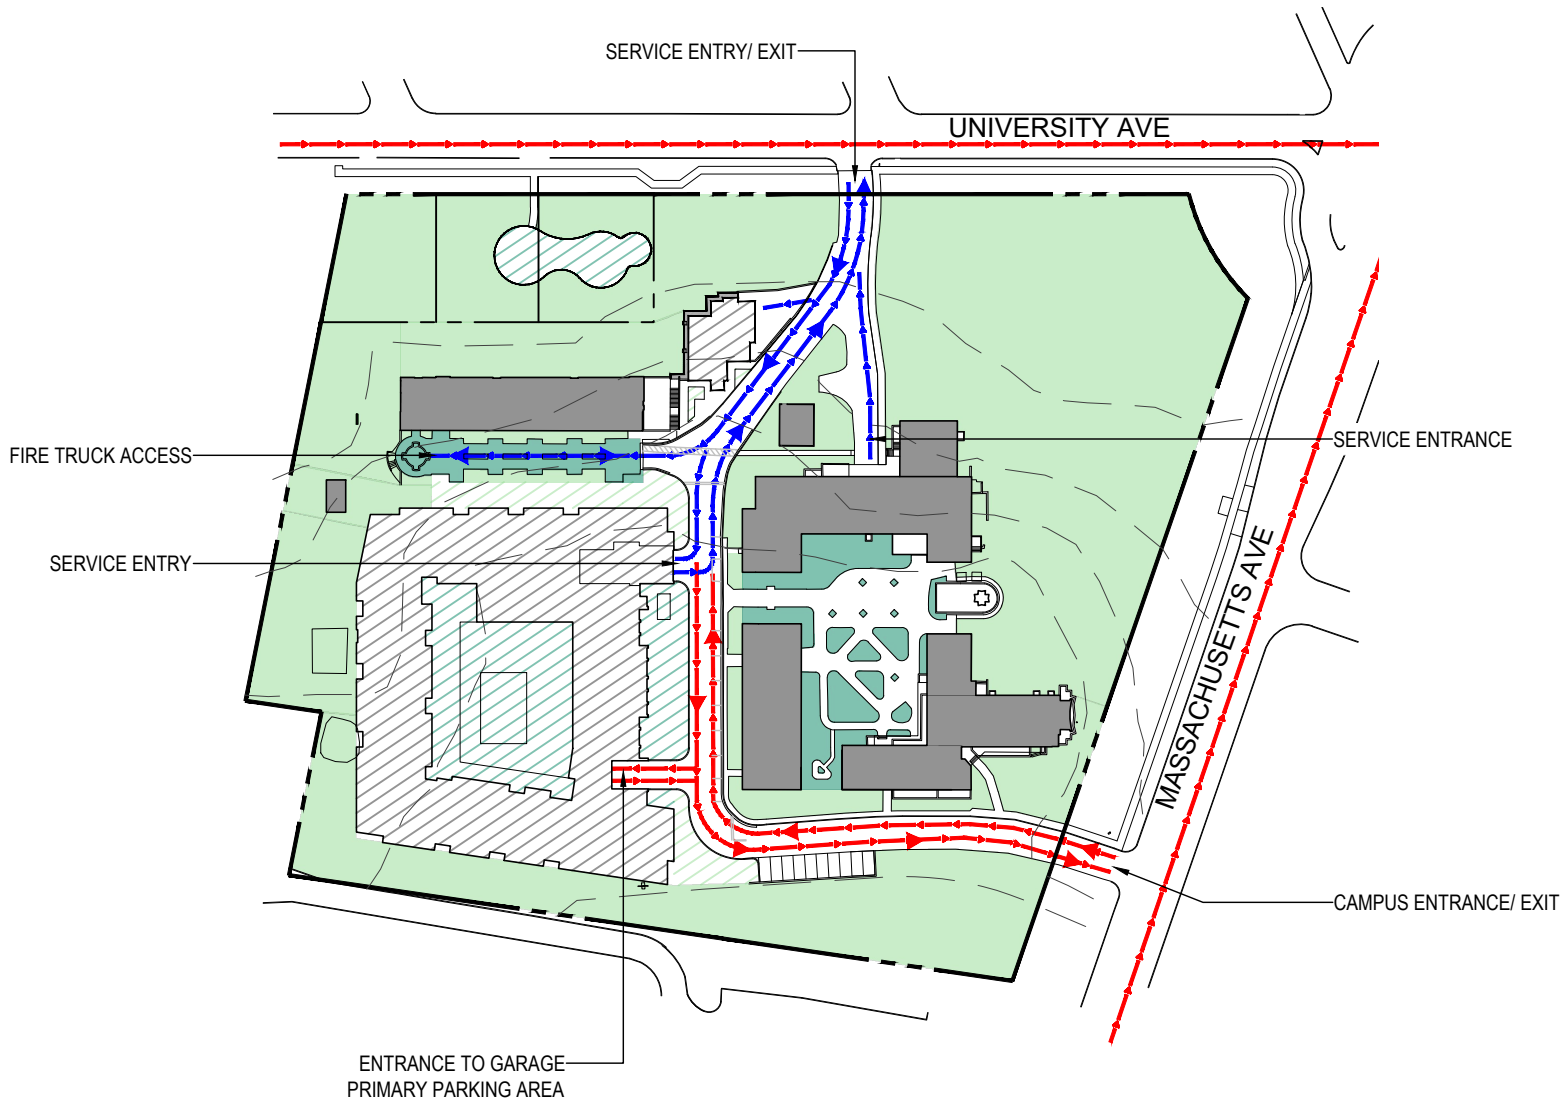 SERVICE ENTRY/ EXIT
UNIVERSITY AVE
FIRE TRUCK ACCESS
SERVICE ENTRANCE
SERVICE ENTRY
MASSACHUSETTS AVE
CAMPUS ENTRANCE/ EXIT
ENTRANCE TO GARAGE
PRIMARY PARKING AREA